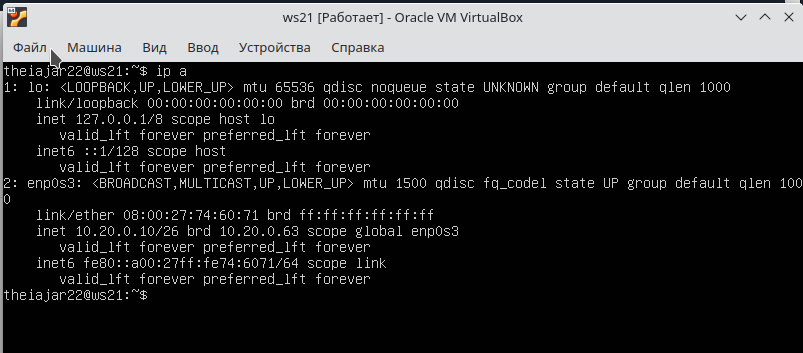 ws21 [Работает] - Oracle VM VirtualBox
Файл Машина Вид Ввод Устройства Справка
theiajar22@ws21:~$ ip a
1: lo: <LOOPBACK,UP,LOWER_UP> mtu 65536 qdisc noqueue state UNKNOWN group default qlen 1000
    link/loopback 00:00:00:00:00:00 brd 00:00:00:00:00:00
    inet 127.0.0.1/8 scope host lo
       valid_lft forever preferred_lft forever
    inet6 ::1/128 scope host
       valid_lft forever preferred_lft forever
2: enp0s3: <BROADCAST,MULTICAST,UP,LOWER_UP> mtu 1500 qdisc fq_codel state UP group default qlen 100
0
    link/ether 08:00:27:74:60:71 brd ff:ff:ff:ff:ff:ff
    inet 10.20.0.10/26 brd 10.20.0.63 scope global enp0s3
       valid_lft forever preferred_lft forever
    inet6 fe80::a00:27ff:fe74:6071/64 scope link
       valid_lft forever preferred_lft forever
theiajar22@ws21:~$